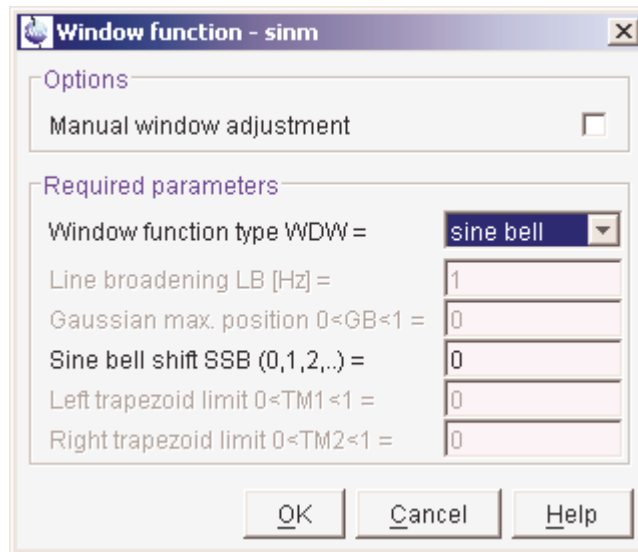 Window function - sinm
Options
Manual window adjustment
Required parameters
Window function type WDW = sine bell
Line broadening LB [Hz] = 1
Gaussian max. position 0<GB<1 = 0
Sine bell shift SSB (0,1,2,..) = 0
Left trapezoid limit 0<TM1<1 = 0
Right trapezoid limit 0<TM2<1 = 0
OK Cancel Help